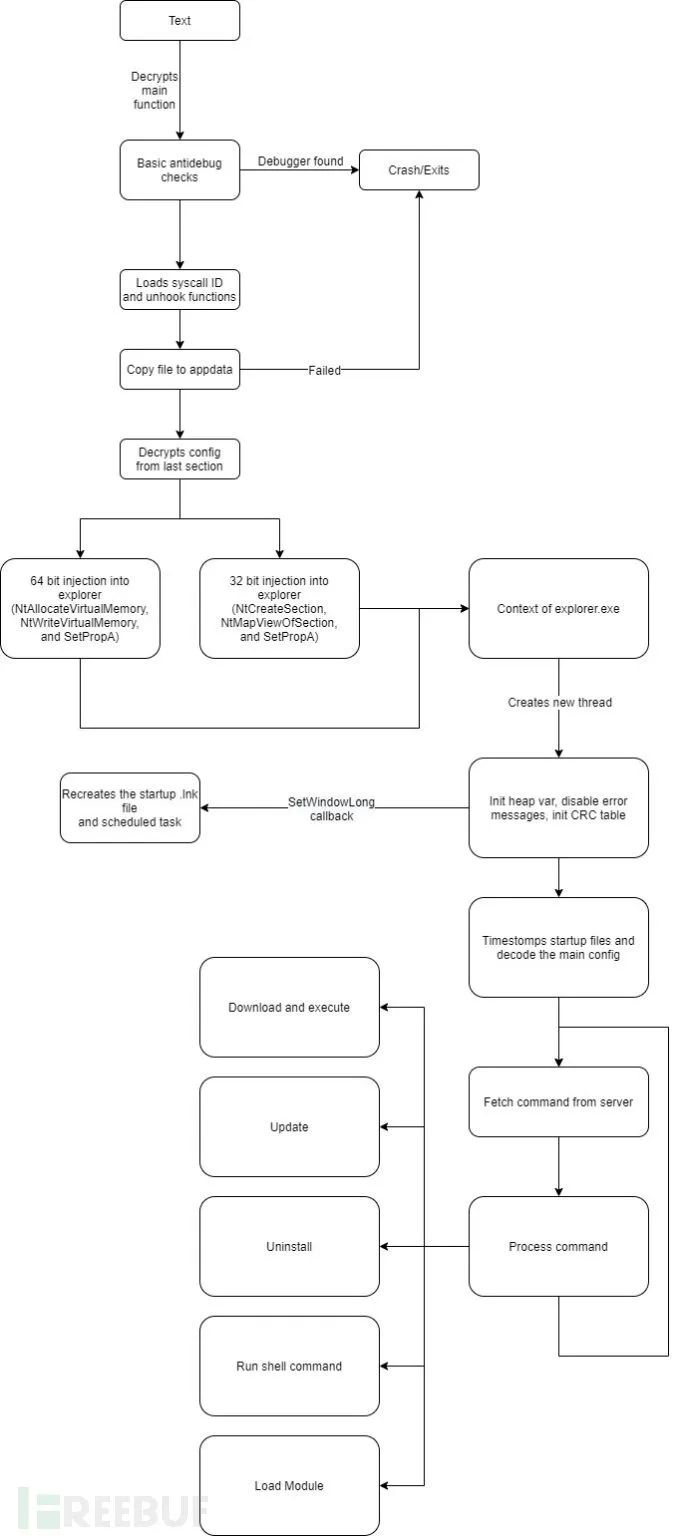 Text
Decrypts
main
function
Basic antidebug
checks
Debugger found
Crash/Exits
Loads syscall ID
and unhook functions
Copy file to appdata
Failed
Decrypts config
from last section
64 bit injection into
explorer
(NtAllocateVirtualMemory,
NtWriteVirtualMemory,
and SetPropA)
32 bit injection into
explorer
(NtCreateSection,
NtMapViewOfSection,
and SetPropA)
Context of explorer.exe
Creates new thread
Recreates the startup .lnk
file
and scheduled task
SetWindowLong
callback
Init heap var, disable error
messages, init CRC table
Timestomps startup files and
decode the main config
Download and execute
Fetch command from server
Update
Uninstall
Process command
Run shell command
Load Module
FREEBUF